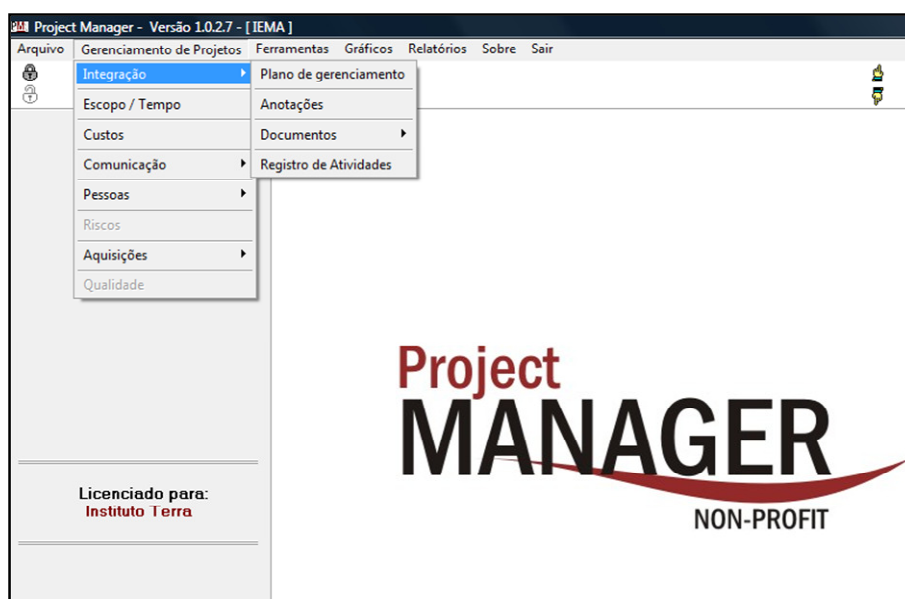 Project Manager - Versão 1.0.2.7 - [ IEMA ]
Arquivo Gerenciamento de Projetos Ferramentas Gráficos Relatórios Sobre Sair
Integração
Plano de gerenciamento
Escopo / Tempo
Anotações
Custos
Documentos
Comunicação
Registro de Atividades
Pessoas
Riscos
Aquisições
Qualidade
Project
MANAGER
NON-PROFIT
Licenciado para:
Instituto Terra